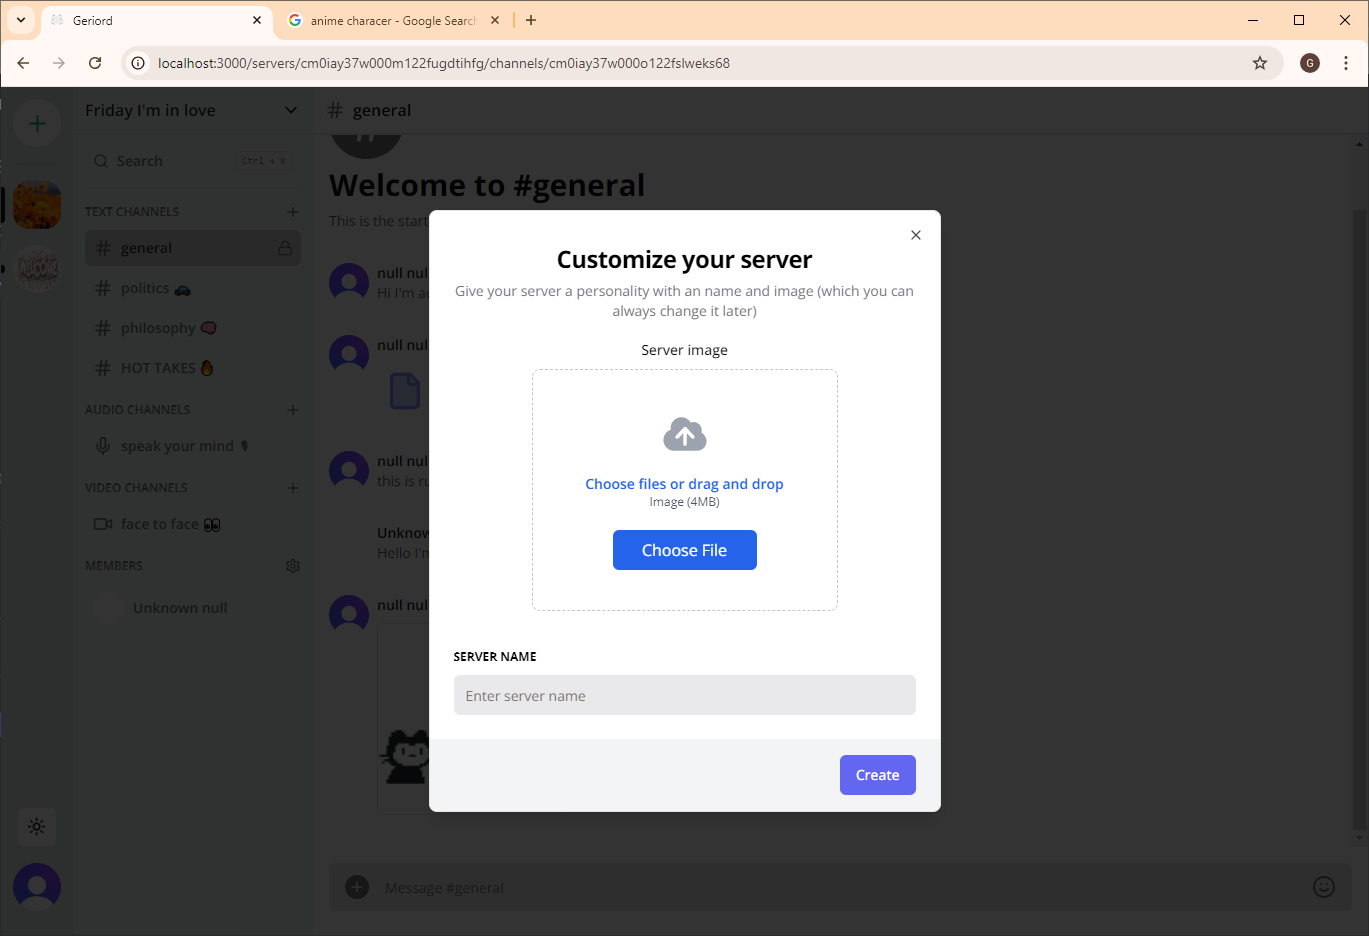 Geriord
anime characer - Google Search
localhost:3000/servers/cm0iay37w000m122fugdtihfg/channels/cm0iay37w000o122fslweks68
G
Friday I'm in love
# general
Search
Ctrl + K
Welcome to #general
This is the start
TEXT CHANNELS
general
politics 🚗
philosophy 🧠
HOT TAKES 🔥
AUDIO CHANNELS
speak your mind 🎙
VIDEO CHANNELS
face to face 👀
MEMBERS
Unknown null
WELCOME
null nul
Hi I'm a
null nul
null nul
this is ru
Unknow
Hello I'm
null nul
Customize your server
Give your server a personality with an name and image (which you can
always change it later)
Server image
Choose files or drag and drop
Image (4MB)
Choose File
SERVER NAME
Enter server name
Create
Message #general